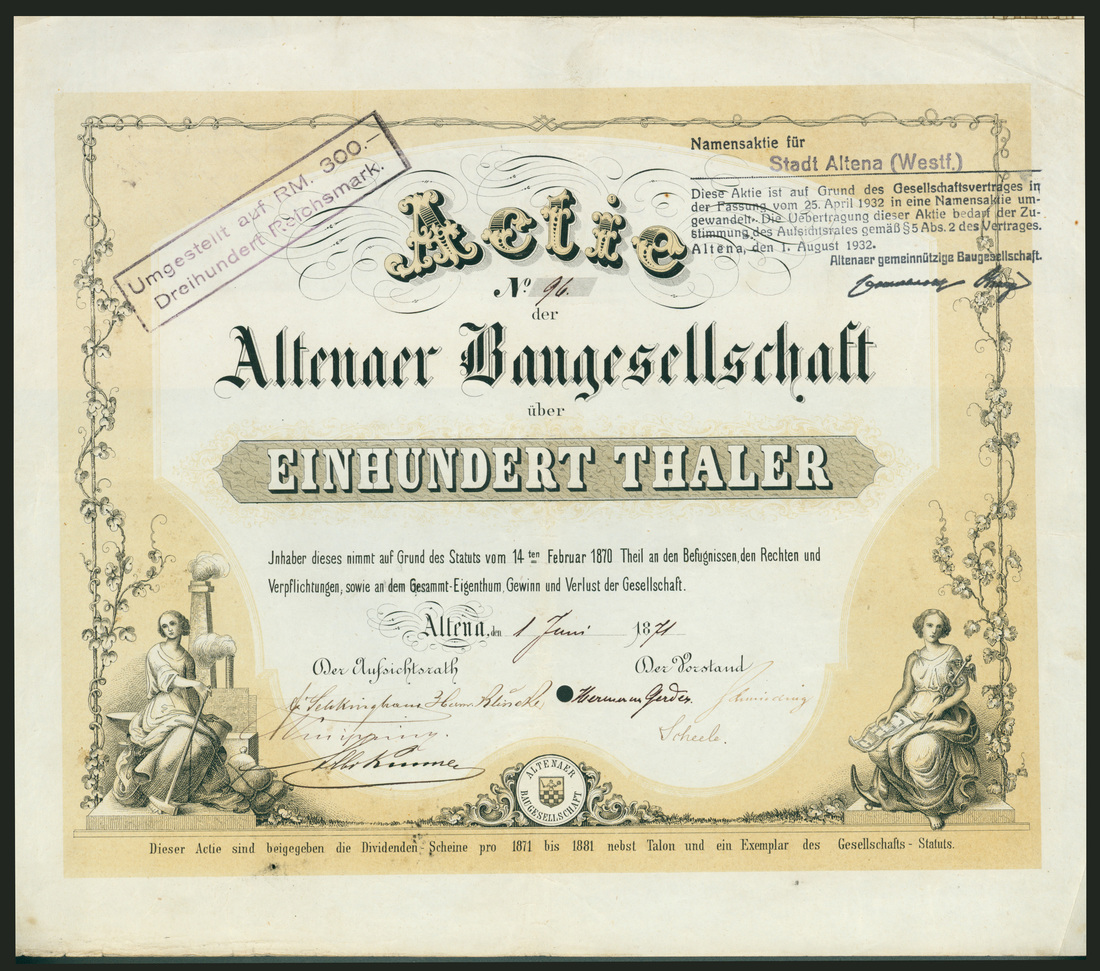 Umgestellt auf RM. 300.-
Dreihundert Reichsmark.
Namensaktie für
Stadt Altena (Westf.)
Diese Aktie ist auf Grund des Gesellschaftsvertrages in
der Fassung vom 25. April 1932 in eine Namensaktie um-
gewandelt. Die Uebertragung dieser Aktie bedarf der Zu-
stimmung des Aufsichtsrates gemäß § 5 Abs. 2 des Vertrages.
Altena, den 1. August 1932.
Altenaer gemeinnützige Baugesellschaft.
Actie
No. 96.
der
Altenaer Baugesellschaft
über
EINHUNDERT THALER
Jnhaber dieses nimmt auf Grund des Statuts vom 14ten Februar 1870 Theil an den Befugnissen, den Rechten und
Verpflichtungen, sowie an dem Gesammt-Eigenthum, Gewinn und Verlust der Gesellschaft.
Altena, den 1 Juni 1871
Der Aufsichtsrath
Der Vorstand
Hermann Gerdes
Scheele.
ALTENAER
BAUGESELLSCHAFT
Dieser Actie sind beigegeben die Dividenden-Scheine pro 1871 bis 1881 nebst Talon und ein Exemplar des Gesellschafts-Statuts.